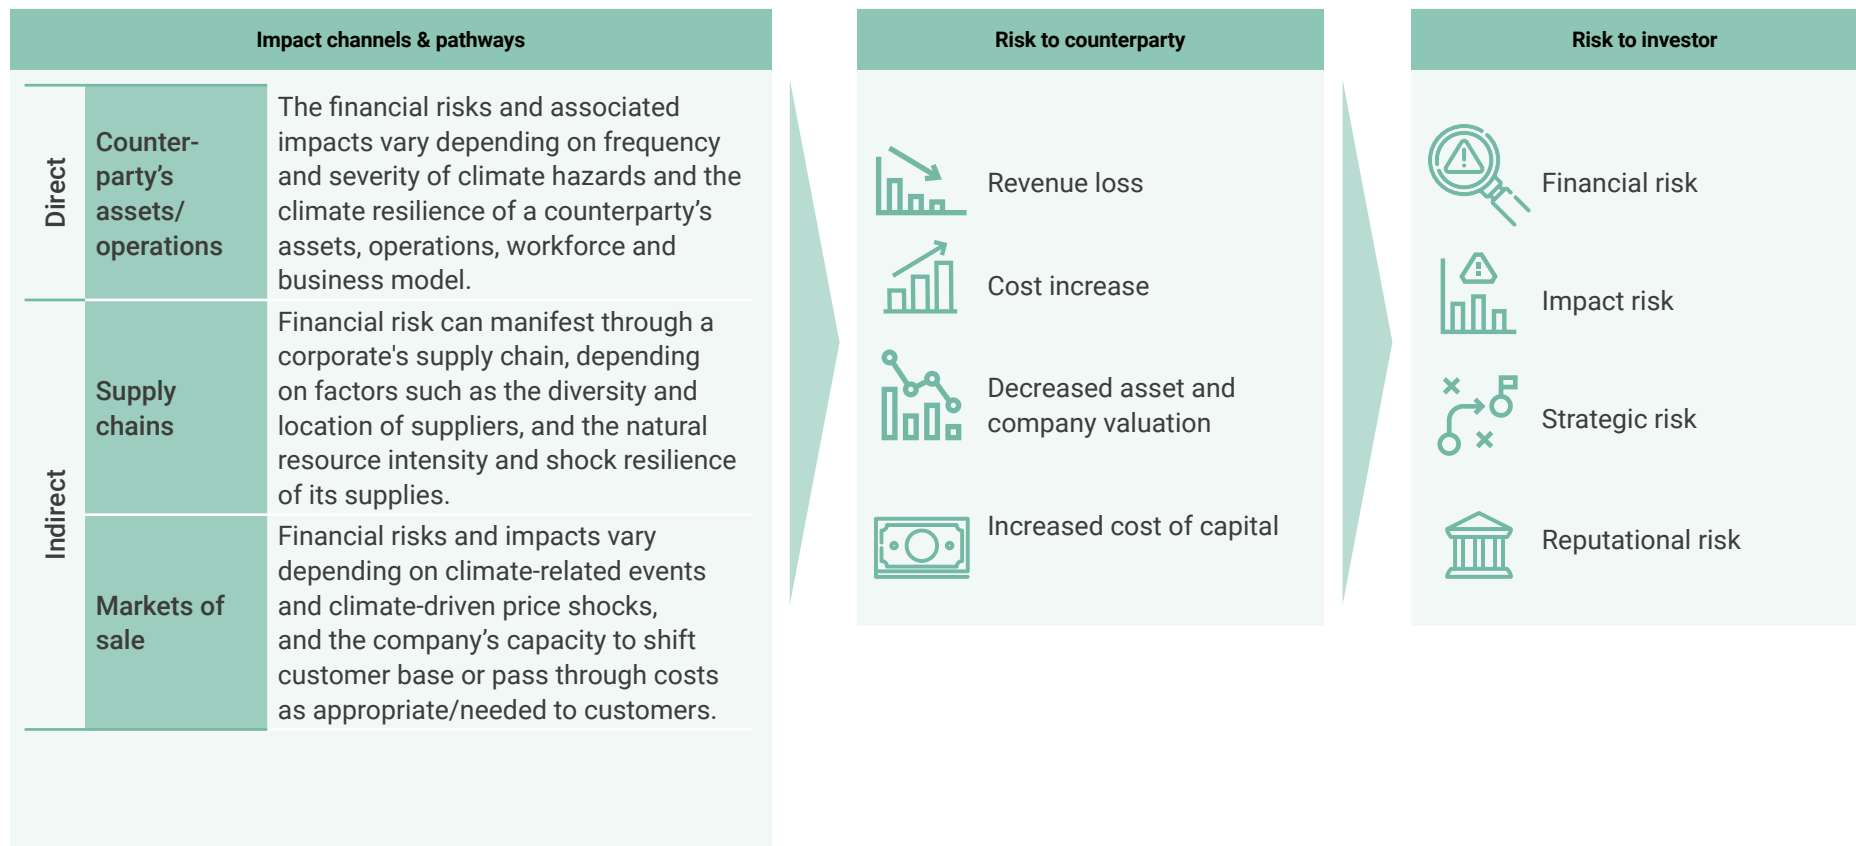 Impact channels & pathways
Direct
Counter-
party’s
assets/
operations
The financial risks and associated
impacts vary depending on frequency
and severity of climate hazards and the
climate resilience of a counterparty’s
assets, operations, workforce and
business model.
Indirect
Supply
chains
Financial risk can manifest through a
corporate's supply chain, depending
on factors such as the diversity and
location of suppliers, and the natural
resource intensity and shock resilience
of its supplies.
Markets of
sale
Financial risks and impacts vary
depending on climate-related events
and climate-driven price shocks,
and the company’s capacity to shift
customer base or pass through costs
as appropriate/needed to customers.
Risk to counterparty
Revenue loss
Cost increase
Decreased asset and
company valuation
Increased cost of capital
Risk to investor
Financial risk
Impact risk
Strategic risk
Reputational risk